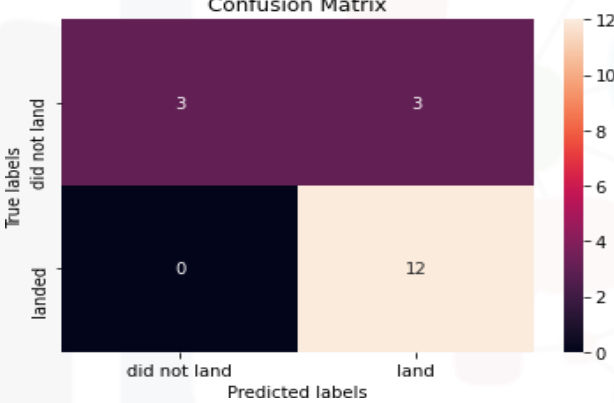 Confusion Matrix
True labels
did not land
landed
3
3
0
12
did not land
land
Predicted labels
12
10
8
6
4
2
0